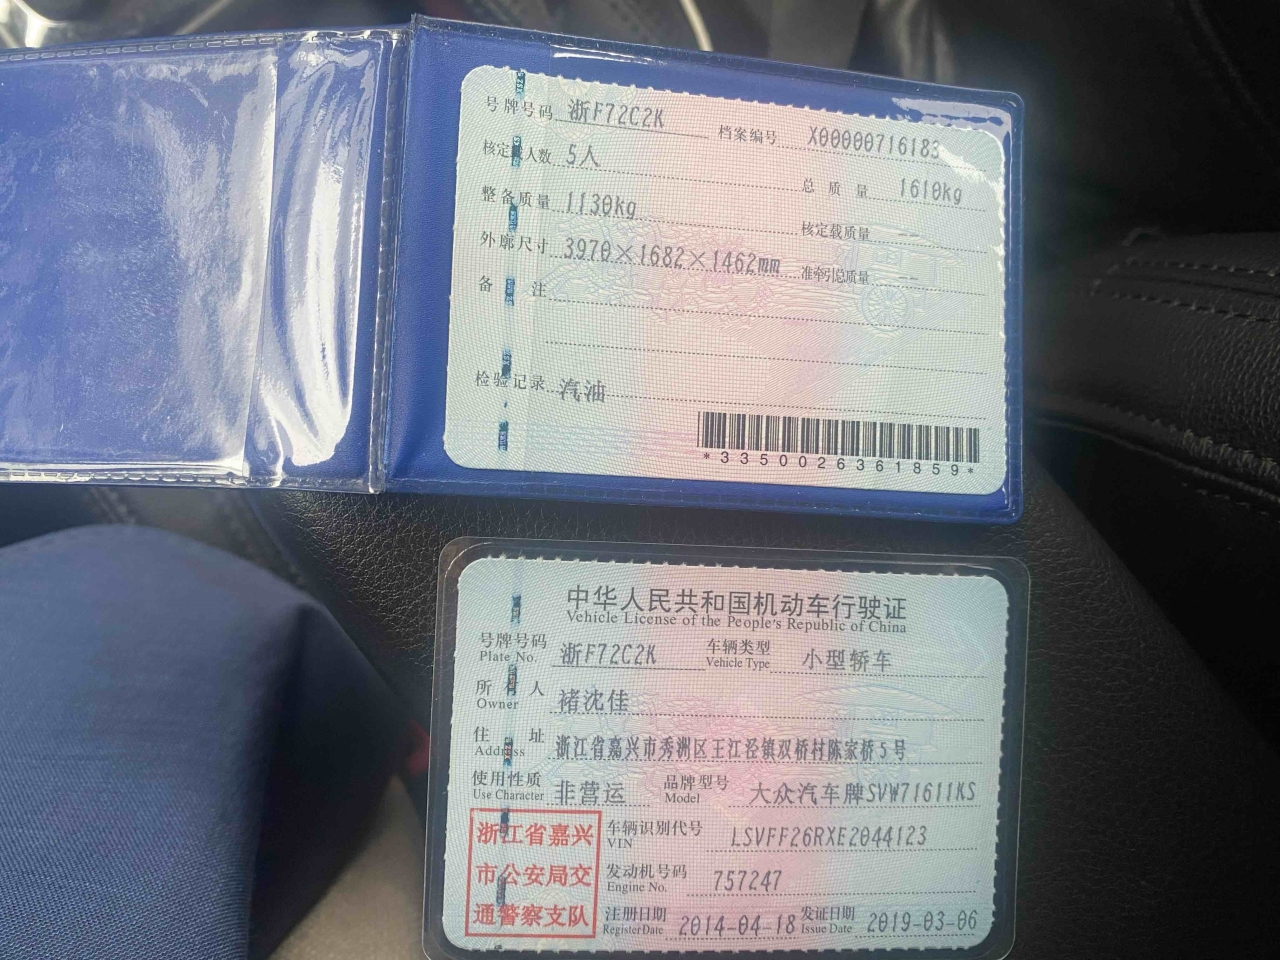 号牌号码 浙F72C2K 档案编号 X00000716183
核定 人数 5人 总质量 1610kg
整备质量 1130kg 核定载质量 --
外廓尺寸 3970×1682×1462mm 准牵引总质量 --
备 注
检验记录 汽油
*3350026361859*
中华人民共和国机动车行驶证
Vehicle License of the People's Republic of China
号牌号码 浙F72C2K 车辆类型 小型轿车
Plate No. Vehicle Type
所 人 褚沈佳
Owner
住 址 浙江省嘉兴市秀洲区王江泾镇双桥村陈家桥5号
Address
使用性质 非营运 品牌型号 大众汽车牌SVW71611KS
Use Character Model
浙江省嘉兴
市公安局交
通警察支队
车辆识别代号 LSVFF26RXE2044123
VIN
发动机号码 757247
Engine No.
注册日期 2014-04-18 发证日期 2019-03-06
Register Date Issue Date